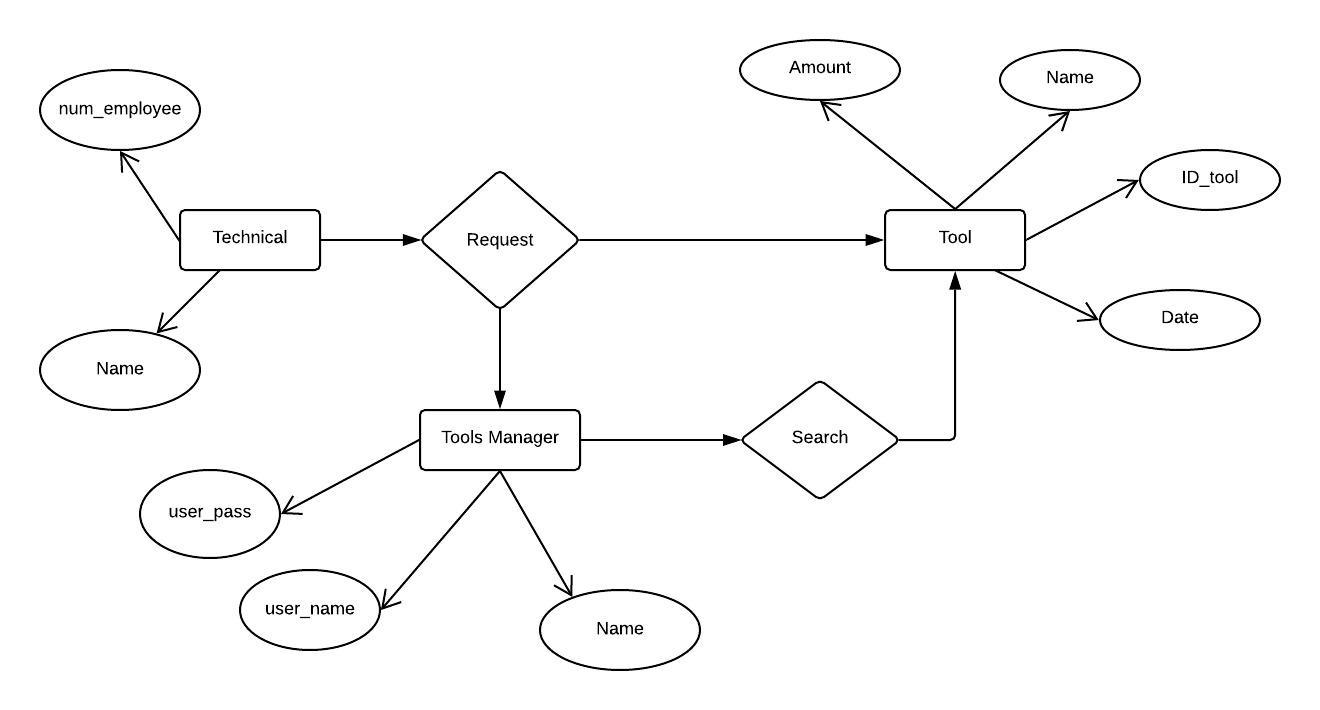 Amount
Name
num_employee
ID_tool
Technical
Request
Tool
Date
Name
Tools Manager
Search
user_pass
user_name
Name